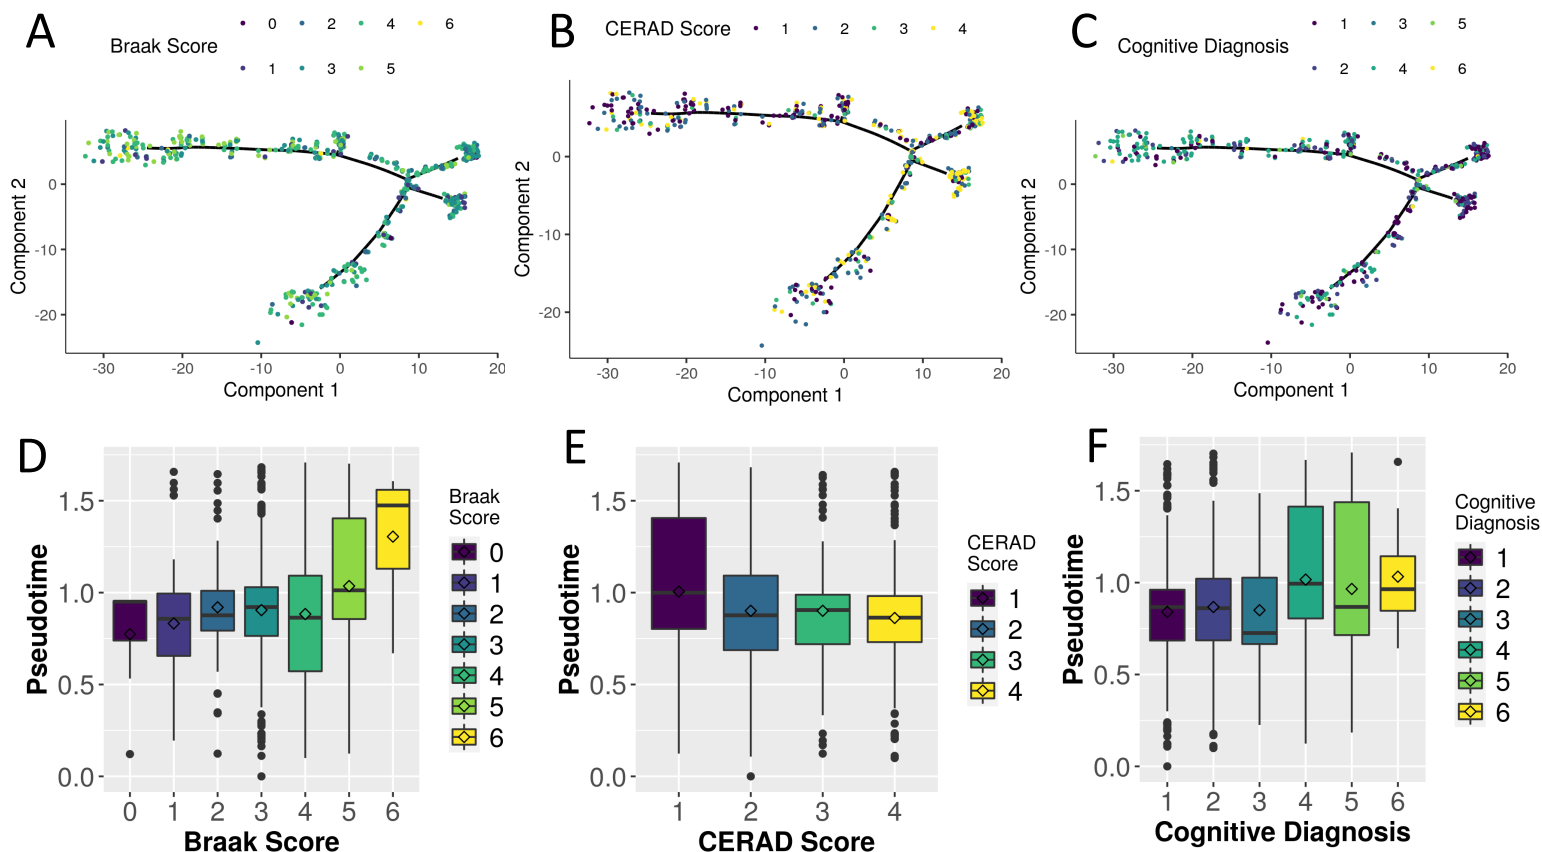 A
Braak Score
0 2 4 6
1 3 5
Component 2
0
-10
-20
-30 -20 -10 0 10 20
Component 1
B
CERAD Score 1 2 3 4
Component 2
0
-10
-20
-30 -20 -10 0 10 20
Component 1
C
Cognitive Diagnosis
1 3 5
2 4 6
Component 2
0
-10
-20
-30 -20 -10 0 10 20
Component 1
D
Pseudotime
1.5
1.0
0.5
0.0
0 1 2 3 4 5 6
Braak Score
Braak
Score
0
1
2
3
4
5
6
E
Pseudotime
1.5
1.0
0.5
0.0
1 2 3 4
CERAD Score
CERAD
Score
1
2
3
4
F
Pseudotime
1.5
1.0
0.5
0.0
1 2 3 4 5 6
Cognitive Diagnosis
Cognitive
Diagnosis
1
2
3
4
5
6